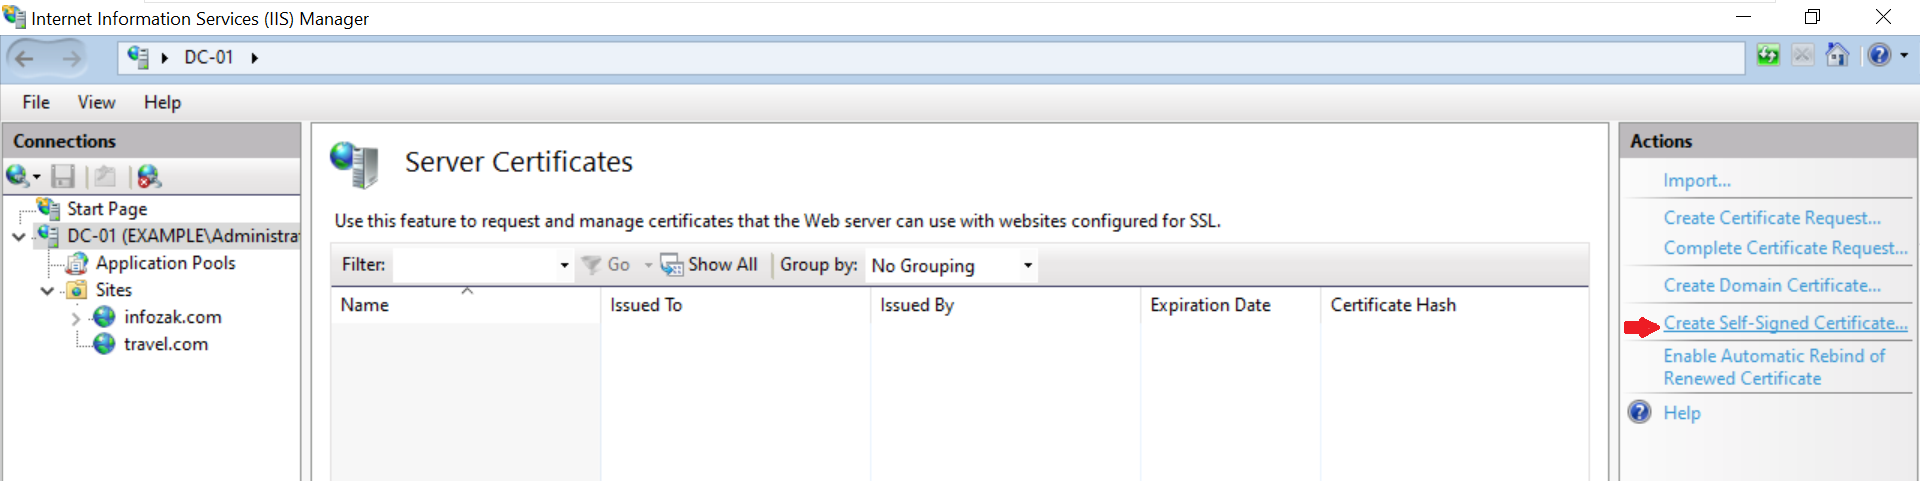 Internet Information Services (IIS) Manager
DC-01
File View Help
Connections
Start Page
DC-01 (EXAMPLE\Administra
Application Pools
Sites
infozak.com
travel.com
Server Certificates
Use this feature to request and manage certificates that the Web server can use with websites configured for SSL.
Filter: Go Show All Group by: No Grouping
Name Issued To Issued By Expiration Date Certificate Hash
Actions
Import...
Create Certificate Request...
Complete Certificate Request...
Create Domain Certificate...
Create Self-Signed Certificate...
Enable Automatic Rebind of
Renewed Certificate
Help